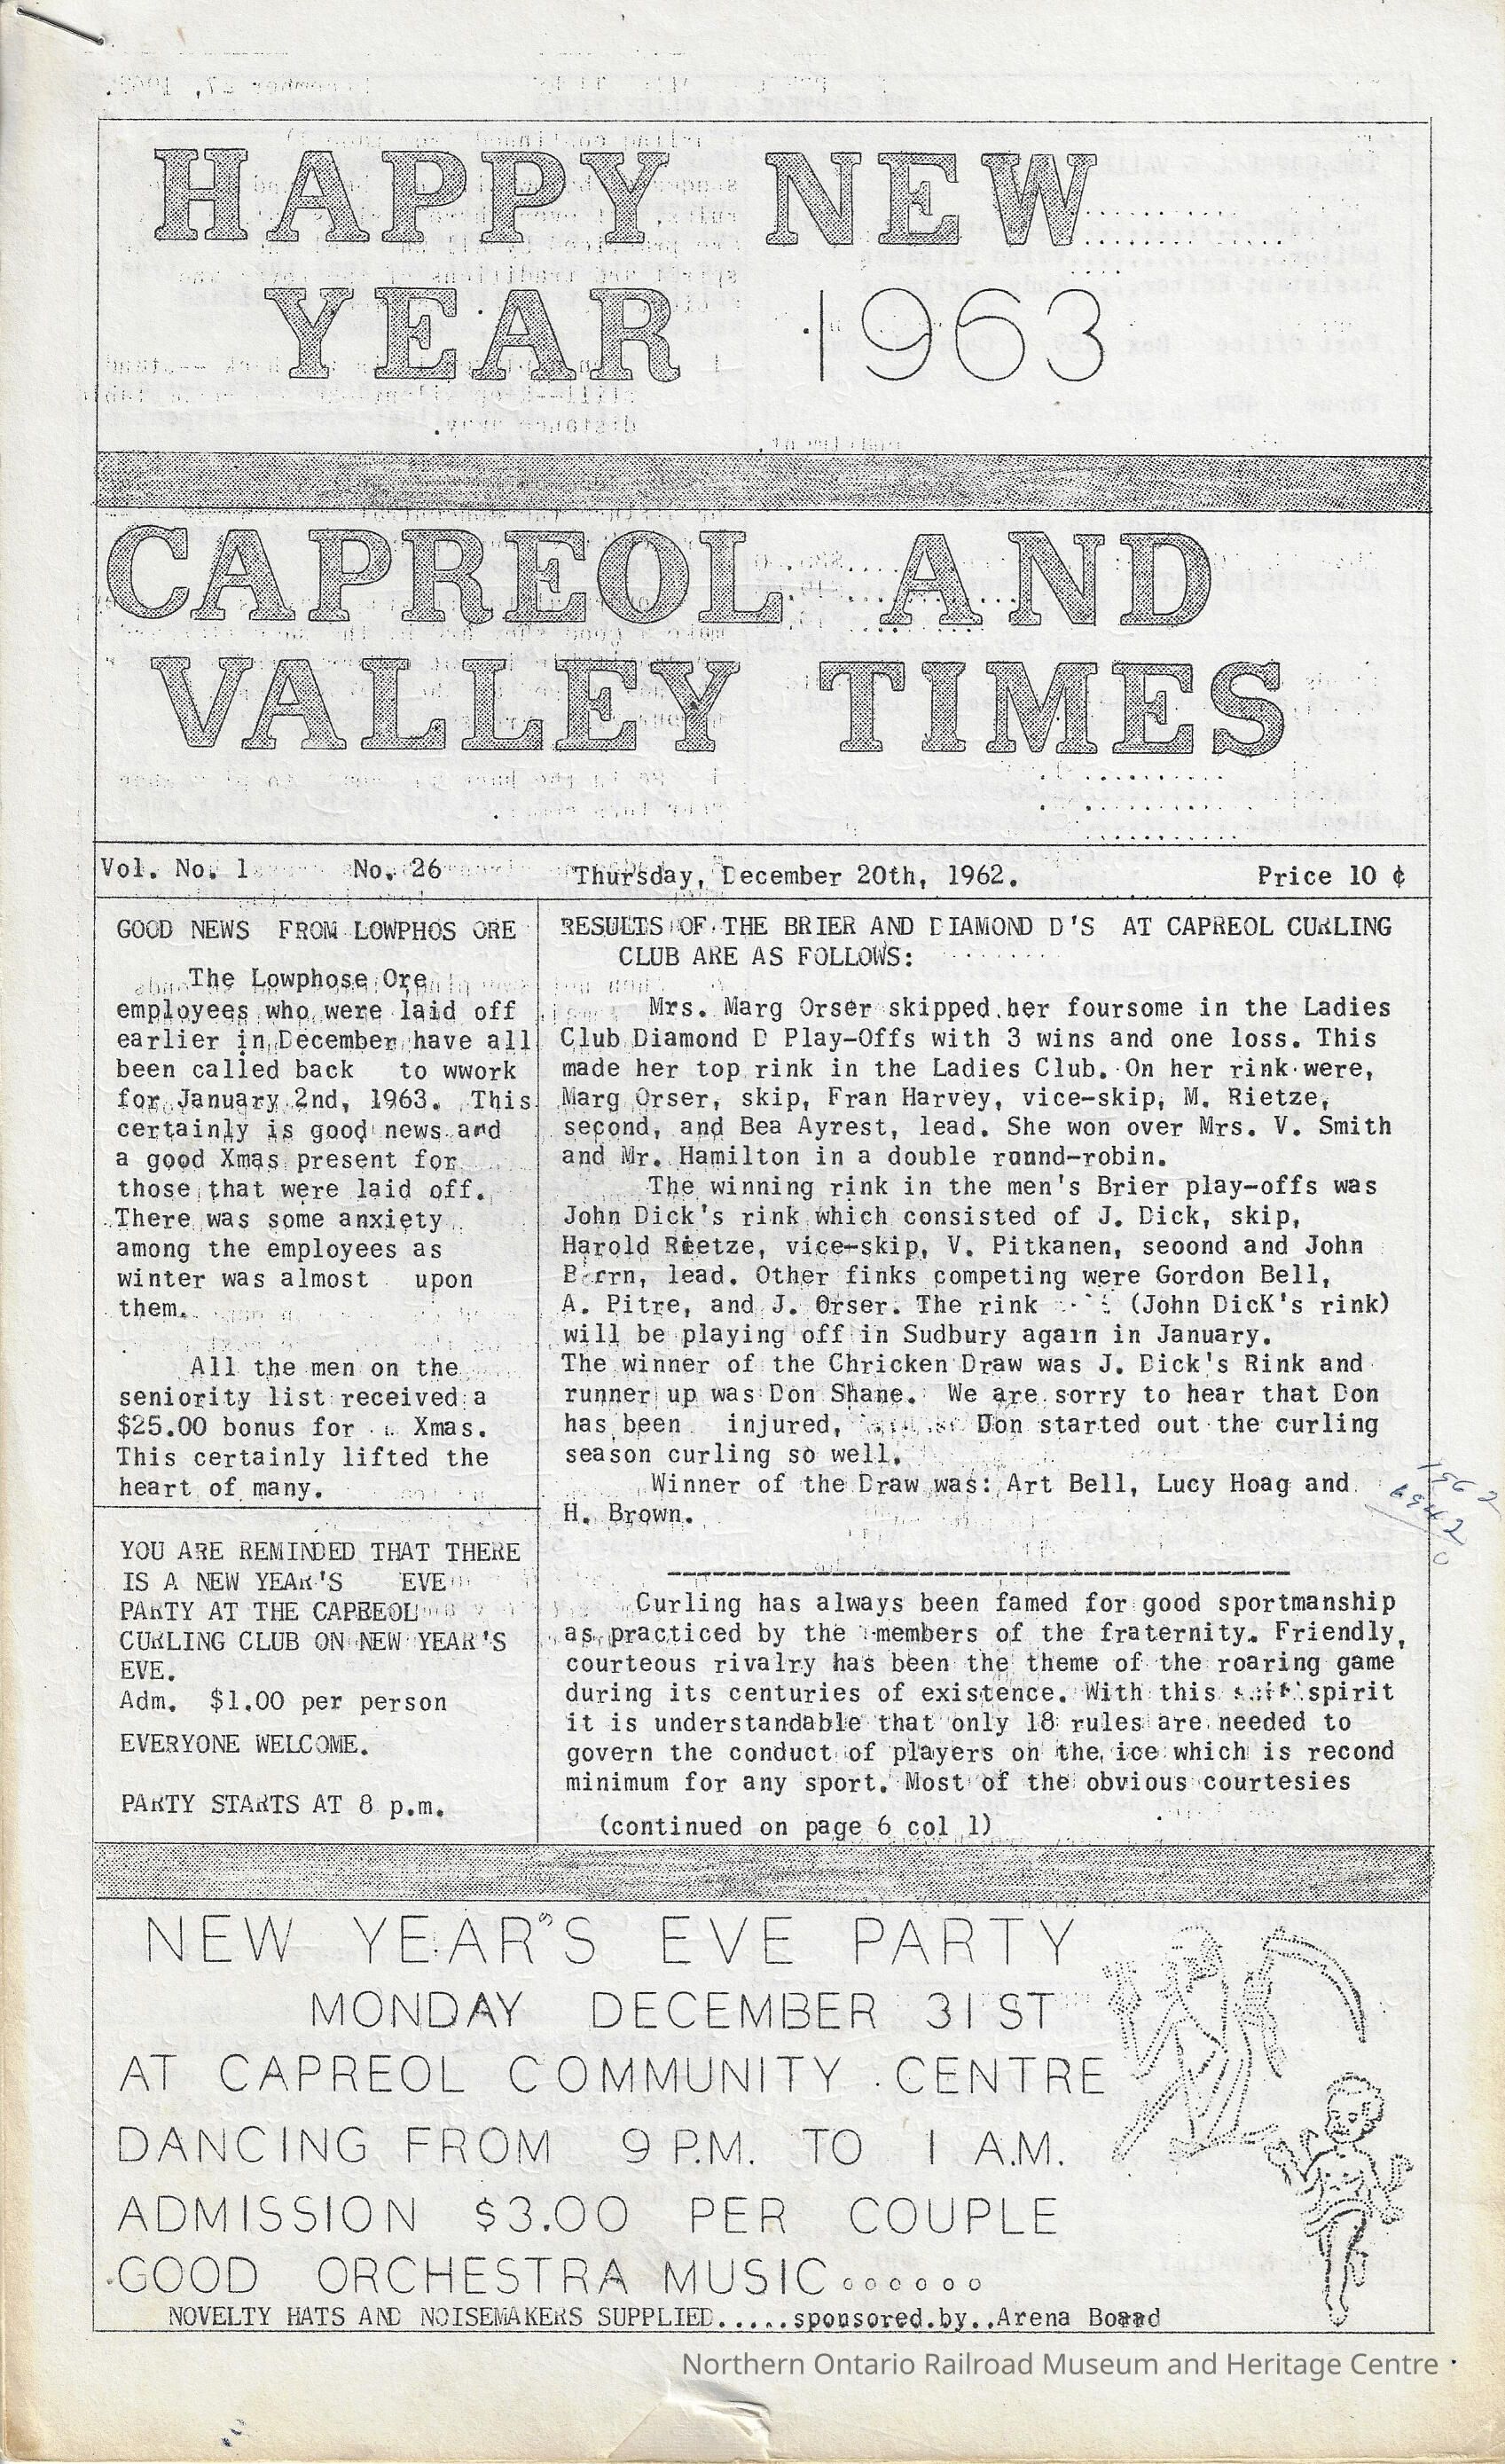 HAPPY NEW
YEAR 1963
CAPREOL AND
VALLEY TIMES
Vol. No. 1 No. 26 Thursday, December 20th, 1962. Price 10 ¢
GOOD NEWS FROM LOWPHOS ORE
The Lowphose Ore
employees who were laid off
earlier in December have all
been called back to wwork
for January 2nd, 1963. This
certainly is good news and
a good Xmas present for
those that were laid off.
There was some anxiety
among the employees as
winter was almost upon
them.
All the men on the
seniority list received a
$25.00 bonus for Xmas.
This certainly lifted the
heart of many.
YOU ARE REMINDED THAT THERE
IS A NEW YEAR'S EVE
PARTY AT THE CAPREOL
CURLING CLUB ON NEW YEAR'S
EVE.
Adm. $1.00 per person
EVERYONE WELCOME.
PARTY STARTS AT 8 p.m.
RESULTS OF THE BRIER AND DIAMOND D'S AT CAPREOL CURLING
CLUB ARE AS FOLLOWS:
Mrs. Marg Orser skipped her foursome in the Ladies
Club Diamond D Play-Offs with 3 wins and one loss. This
made her top rink in the Ladies Club. On her rink were,
Marg Orser, skip, Fran Harvey, vice-skip, M. Rietze,
second, and Bea Ayrest, lead. She won over Mrs. V. Smith
and Mr. Hamilton in a double round-robin.
The winning rink in the men's Brier play-offs was
John Dick's rink which consisted of J. Dick, skip,
Harold Rietze, vice-skip, V. Pitkanen, seoond and John
lead. Other finks competing were Gordon Bell,
A. Pitre, and J. Orser. The rink (John DicK's rink)
will be playing off in Sudbury again in January.
The winner of the Chricken Draw was J. Dick's Rink and
runner up was Don Shane. We are sorry to hear that Don
has been injured, Don started out the curling
season curling so well.
Winner of the Draw was: Art Bell, Lucy Hoag and
H. Brown.
Curling has always been famed for good sportmanship
as practiced by the members of the fraternity. Friendly,
courteous rivalry has been the theme of the roaring game
during its centuries of existence. With this spirit
it is understandable that only 18 rules are needed to
govern the conduct of players on the ice which is recond
minimum for any sport. Most of the obvious courtesies
(continued on page 6 col 1)
NEW YEAR'S EVE PARTY
MONDAY DECEMBER 31 ST
AT CAPREOL COMMUNITY CENTRE
DANCING FROM 9 P.M. TO 1 A.M.
ADMISSION $3.00 PER COUPLE
GOOD ORCHESTRA MUSIC......
NOVELTY HATS AND NOISEMAKERS SUPPLIED.....sponsored.by..Arena Board
Northern Ontario Railroad Museum and Heritage Centre